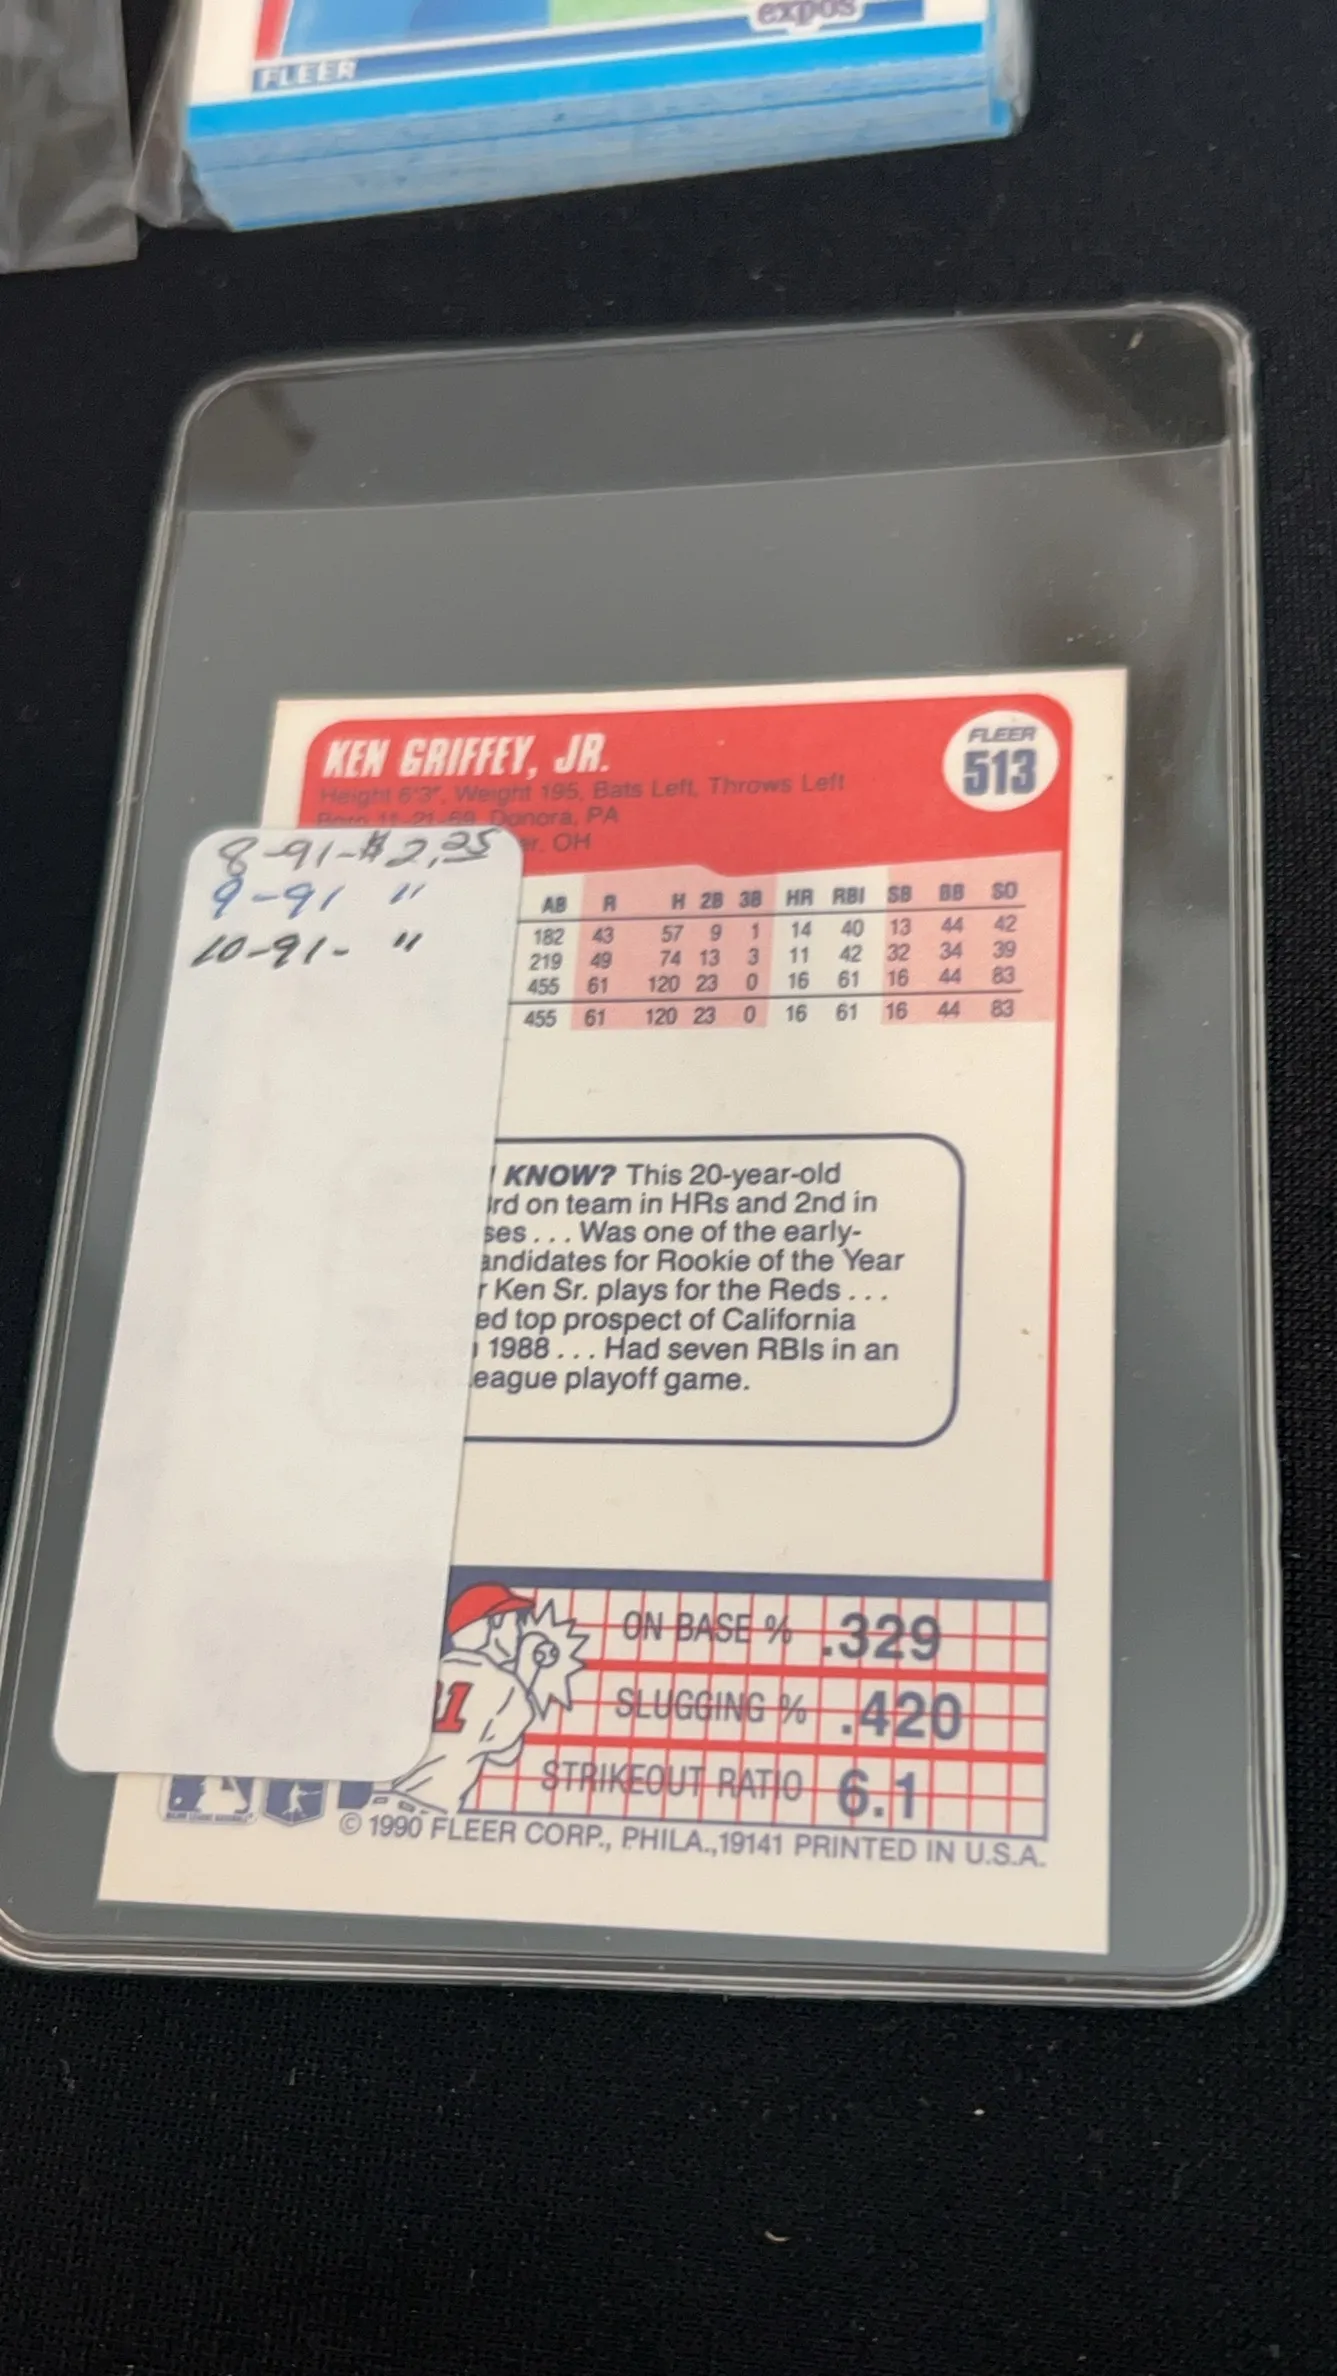 expos
FLEER
KEN GRIFFEY, JR.
FLEER
513
Height 6'3", Weight 195, Bats Left, Throws Left
Born 11-21-69, Donora, PA
er, OH
8-91-$2,25
9-91 "
10-91- "
AB R H 2B 3B HR RBI SB BB SO
182 43 57 9 1 14 40 13 44 42
219 49 74 13 3 11 42 32 34 39
455 61 120 23 0 16 61 16 44 83
455 61 120 23 0 16 61 16 44 83
KNOW? This 20-year-old
rd on team in HRs and 2nd in
ses . . . Was one of the early-
andidates for Rookie of the Year
r Ken Sr. plays for the Reds . . .
ed top prospect of California
1988 . . . Had seven RBIs in an
eague playoff game.
ON BASE % .329
SLUGGING % .420
STRIKEOUT RATIO 6.1
31
© 1990 FLEER CORP., PHILA.,19141 PRINTED IN U.S.A.